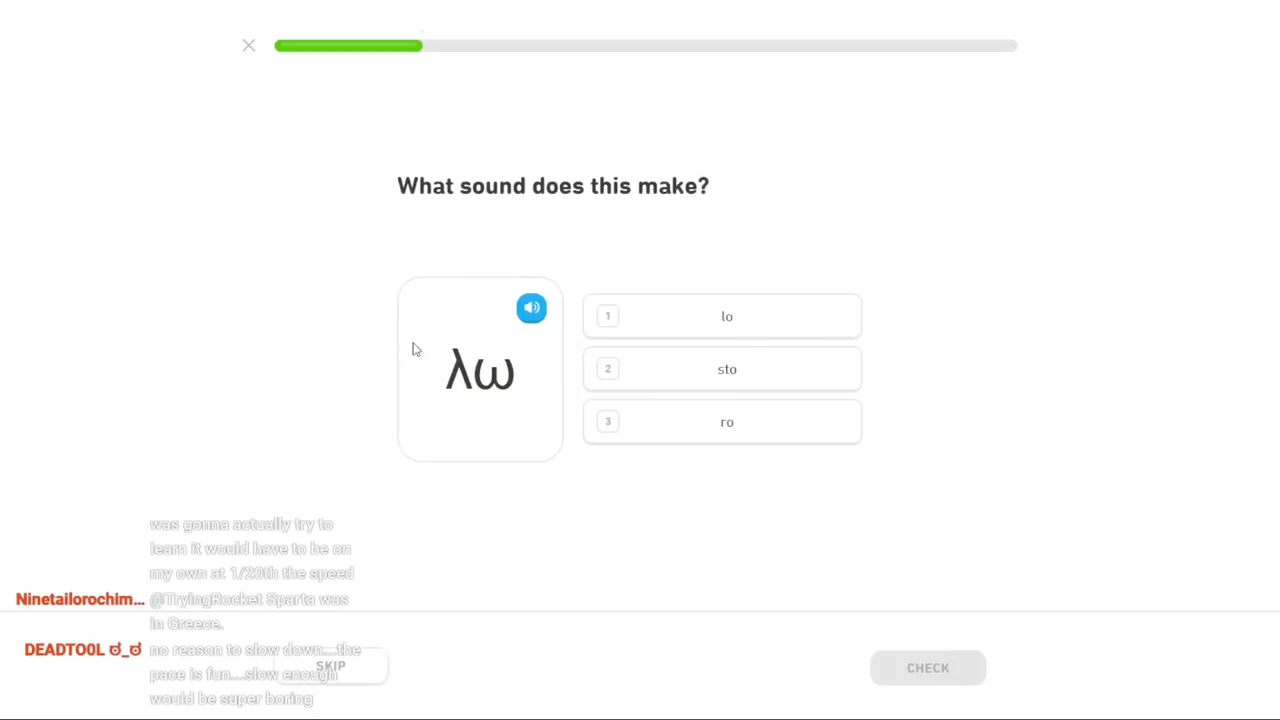 What sound does this make?
λω
1 lo
2 sto
3 ro
was gonna actually try to
learn it would have to be on
my own at 1/20th the speed
Ninetailorochim... @TryingRocket Sparta was
in Greece.
DEADTO0L ಠ_ಠ no reason to slow down...the
pace is fun...slow enough
would be super boring
SKIP
CHECK